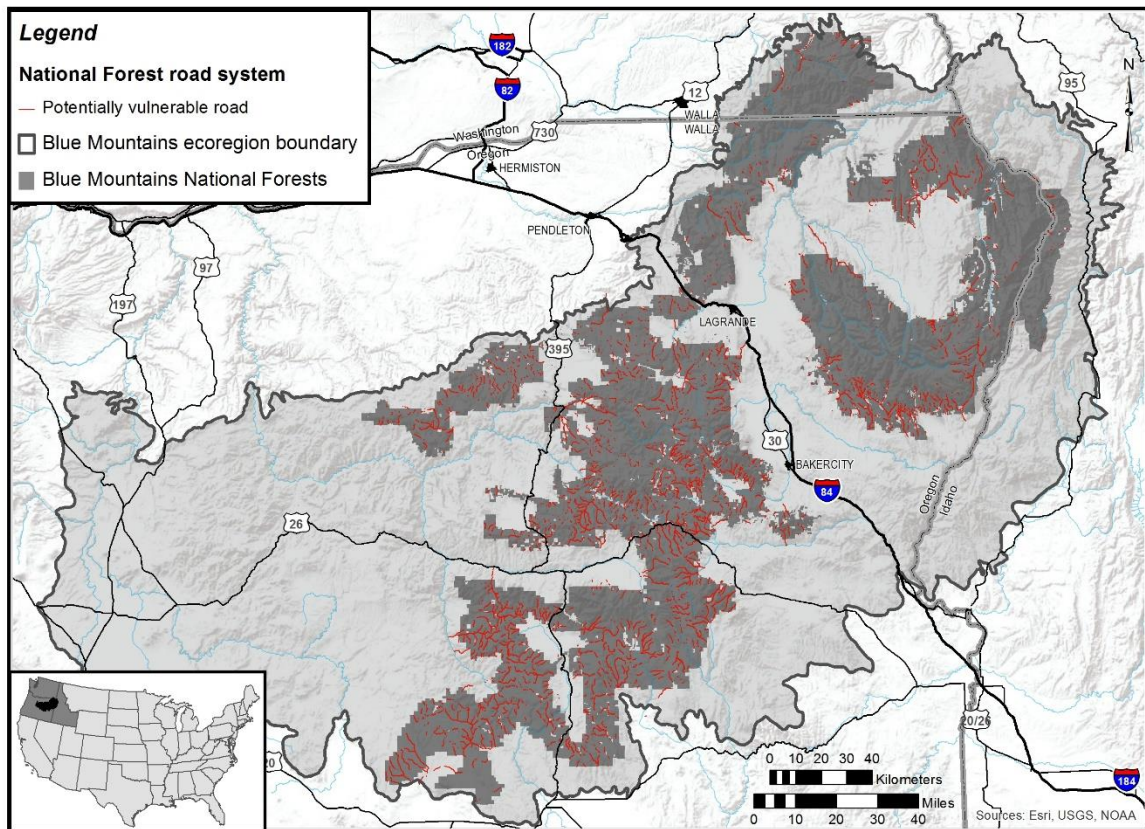 Legend
National Forest road system
Potentially vulnerable road
Blue Mountains ecoregion boundary
Blue Mountains National Forests
182
82
12
95
N
WALLA
WALLA
Washington
730
Oregon
HERMISTON
PENDLETON
97
197
LAGRANDE
395
30
BAKERCITY
84
Oregon
Idaho
26
20/26
20
0 10 20 30 40
Kilometers
0 10 20 30 40
Miles
184
Sources: Esri, USGS, NOAA